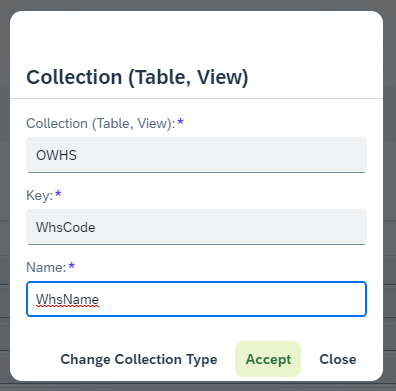 Collection (Table, View)
Collection (Table, View):*
OWHS
Key:*
WhsCode
Name:*
WhsName
Change Collection Type Accept Close